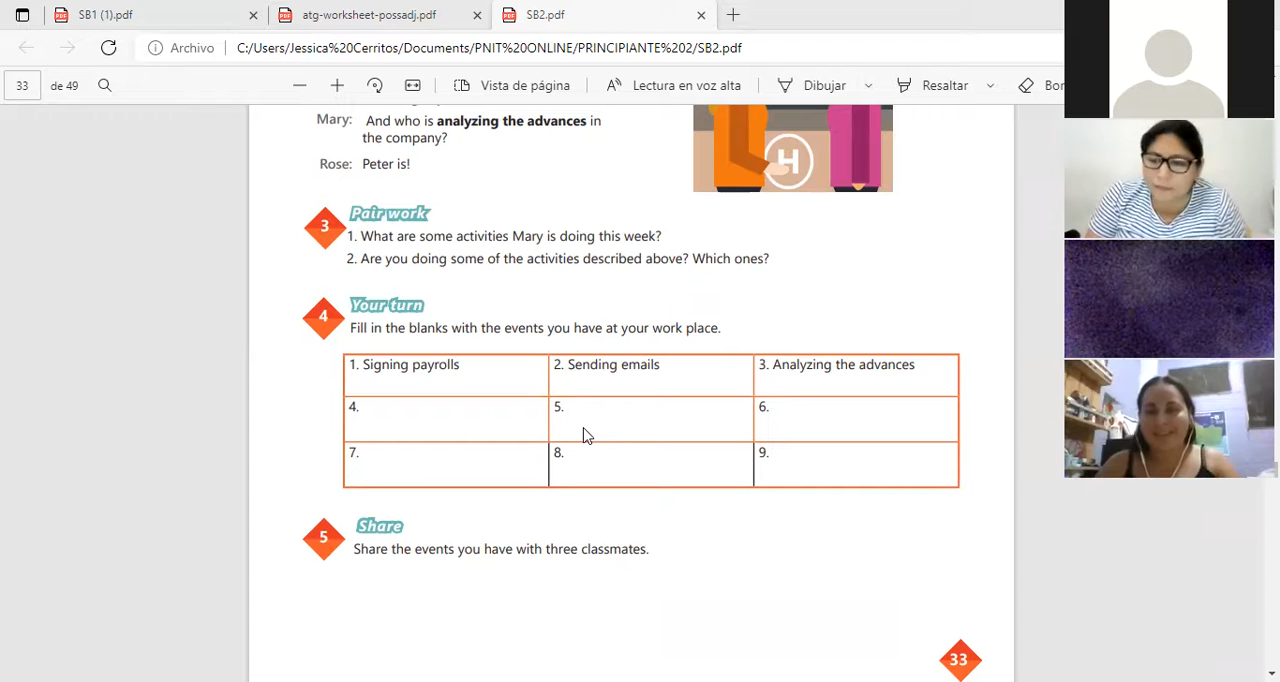 SB1 (1).pdf
atg-worksheet-possadj.pdf
SB2.pdf
Archivo
C:/Users/Jessica%20Cerritos/Documents/PNIT%20ONLINE/PRINCIPIANTE%202/SB2.pdf
33 de 49
Vista de página
Lectura en voz alta
Dibujar
Resaltar
Bor
Mary: And who is analyzing the advances in
the company?
Rose: Peter is!
H
3 Pair work
1. What are some activities Mary is doing this week?
2. Are you doing some of the activities described above? Which ones?
4 Your turn
Fill in the blanks with the events you have at your work place.
1. Signing payrolls
2. Sending emails
3. Analyzing the advances
4.
5.
6.
7.
8.
9.
5 Share
Share the events you have with three classmates.
33